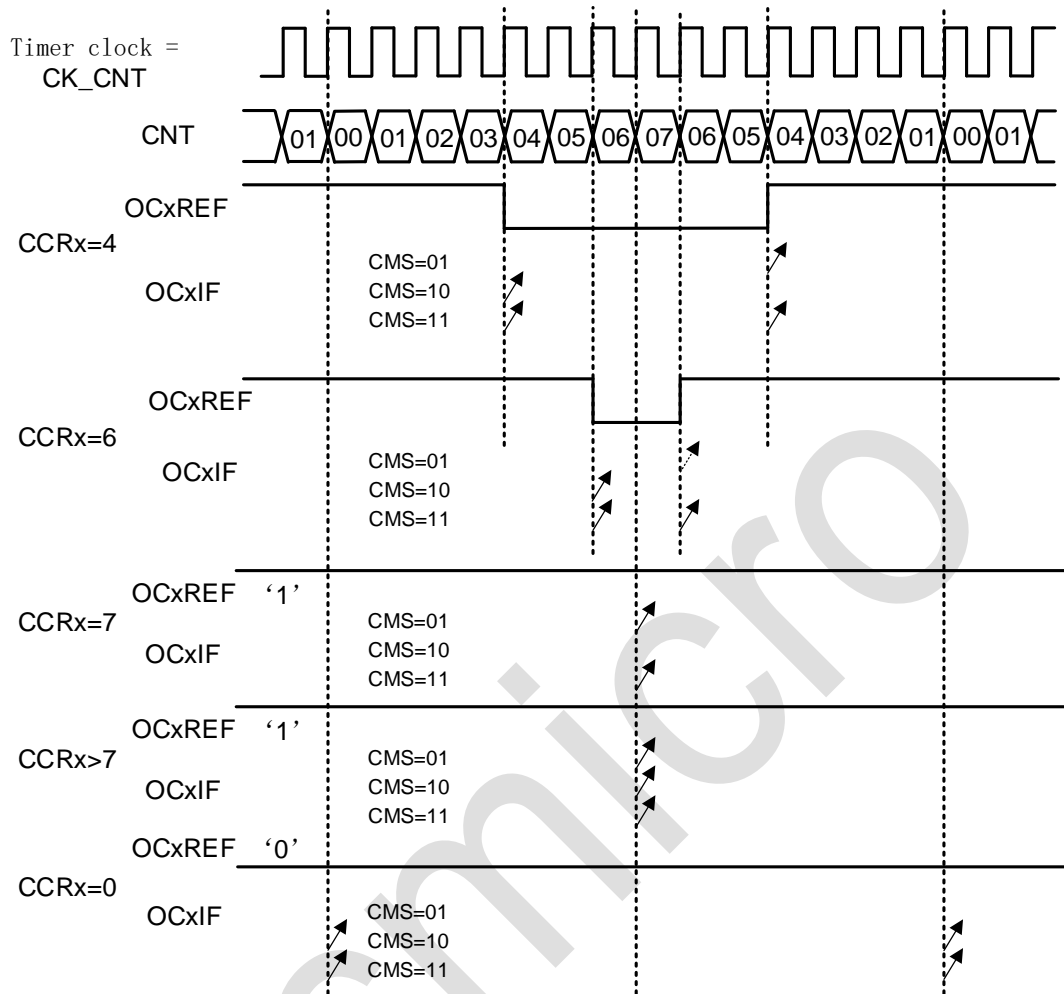 Timer clock =
CK_CNT
CNT
01 00 01 02 03 04 05 06 07 06 05 04 03 02 01 00 01
OCxREF
CCRx=4
OCxIF
CMS=01
CMS=10
CMS=11
OCxREF
CCRx=6
OCxIF
CMS=01
CMS=10
CMS=11
OCxREF ‘1’
CCRx=7
OCxIF
CMS=01
CMS=10
CMS=11
OCxREF ‘1’
CCRx>7
OCxIF
CMS=01
CMS=10
CMS=11
OCxREF ‘0’
CCRx=0
OCxIF
CMS=01
CMS=10
CMS=11
micro